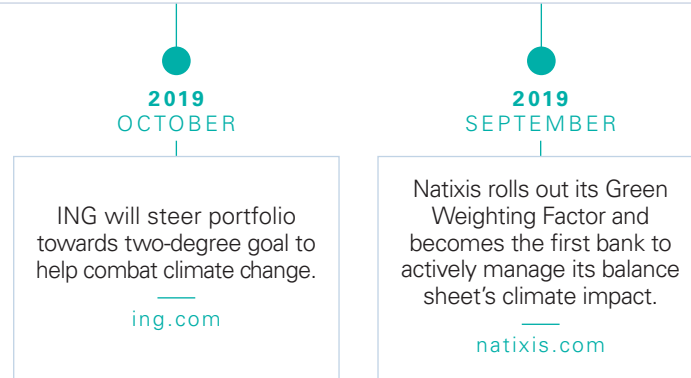 2019
OCTOBER
ING will steer portfolio
towards two-degree goal to
help combat climate change.
ing.com
2019
SEPTEMBER
Natixis rolls out its Green
Weighting Factor and
becomes the first bank to
actively manage its balance
sheet’s climate impact.
natixis.com